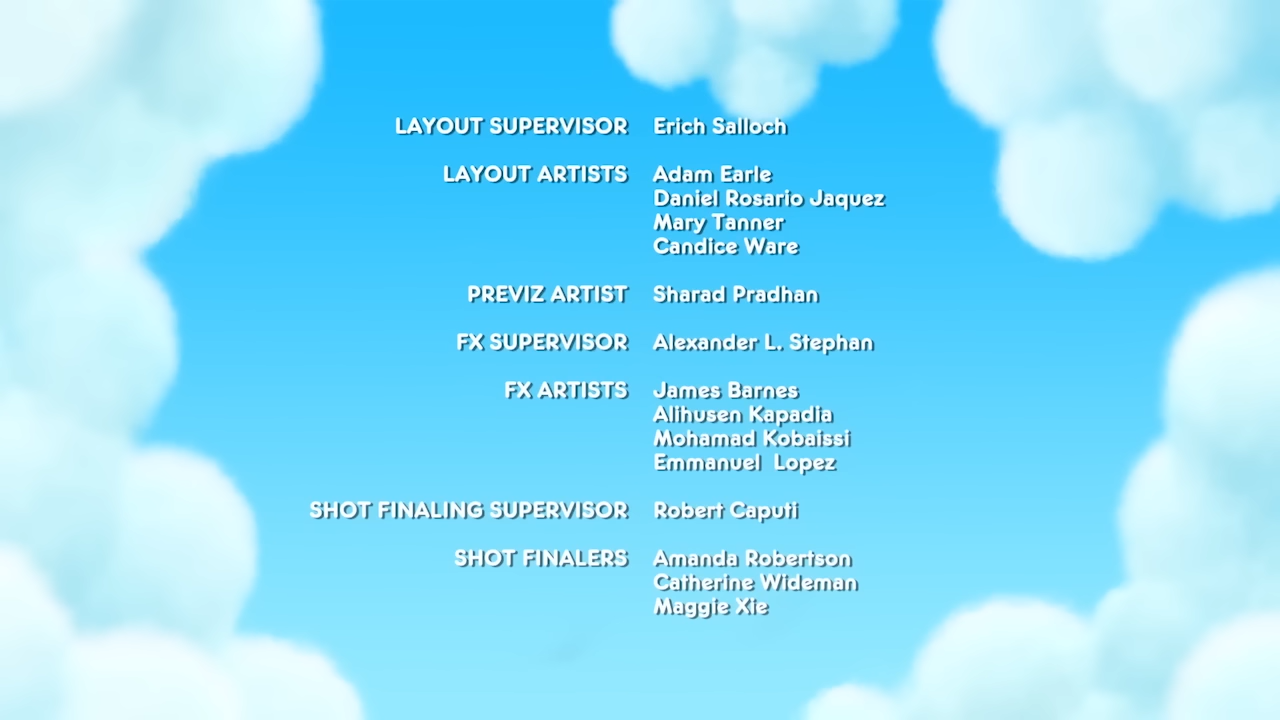 LAYOUT SUPERVISOR Erich Salloch
LAYOUT ARTISTS Adam Earle
Daniel Rosario Jaquez
Mary Tanner
Candice Ware
PREVIZ ARTIST Sharad Pradhan
FX SUPERVISOR Alexander L. Stephan
FX ARTISTS James Barnes
Alihusen Kapadia
Mohamad Kobaissi
Emmanuel  Lopez
SHOT FINALING SUPERVISOR Robert Caputi
SHOT FINALERS Amanda Robertson
Catherine Wideman
Maggie Xie